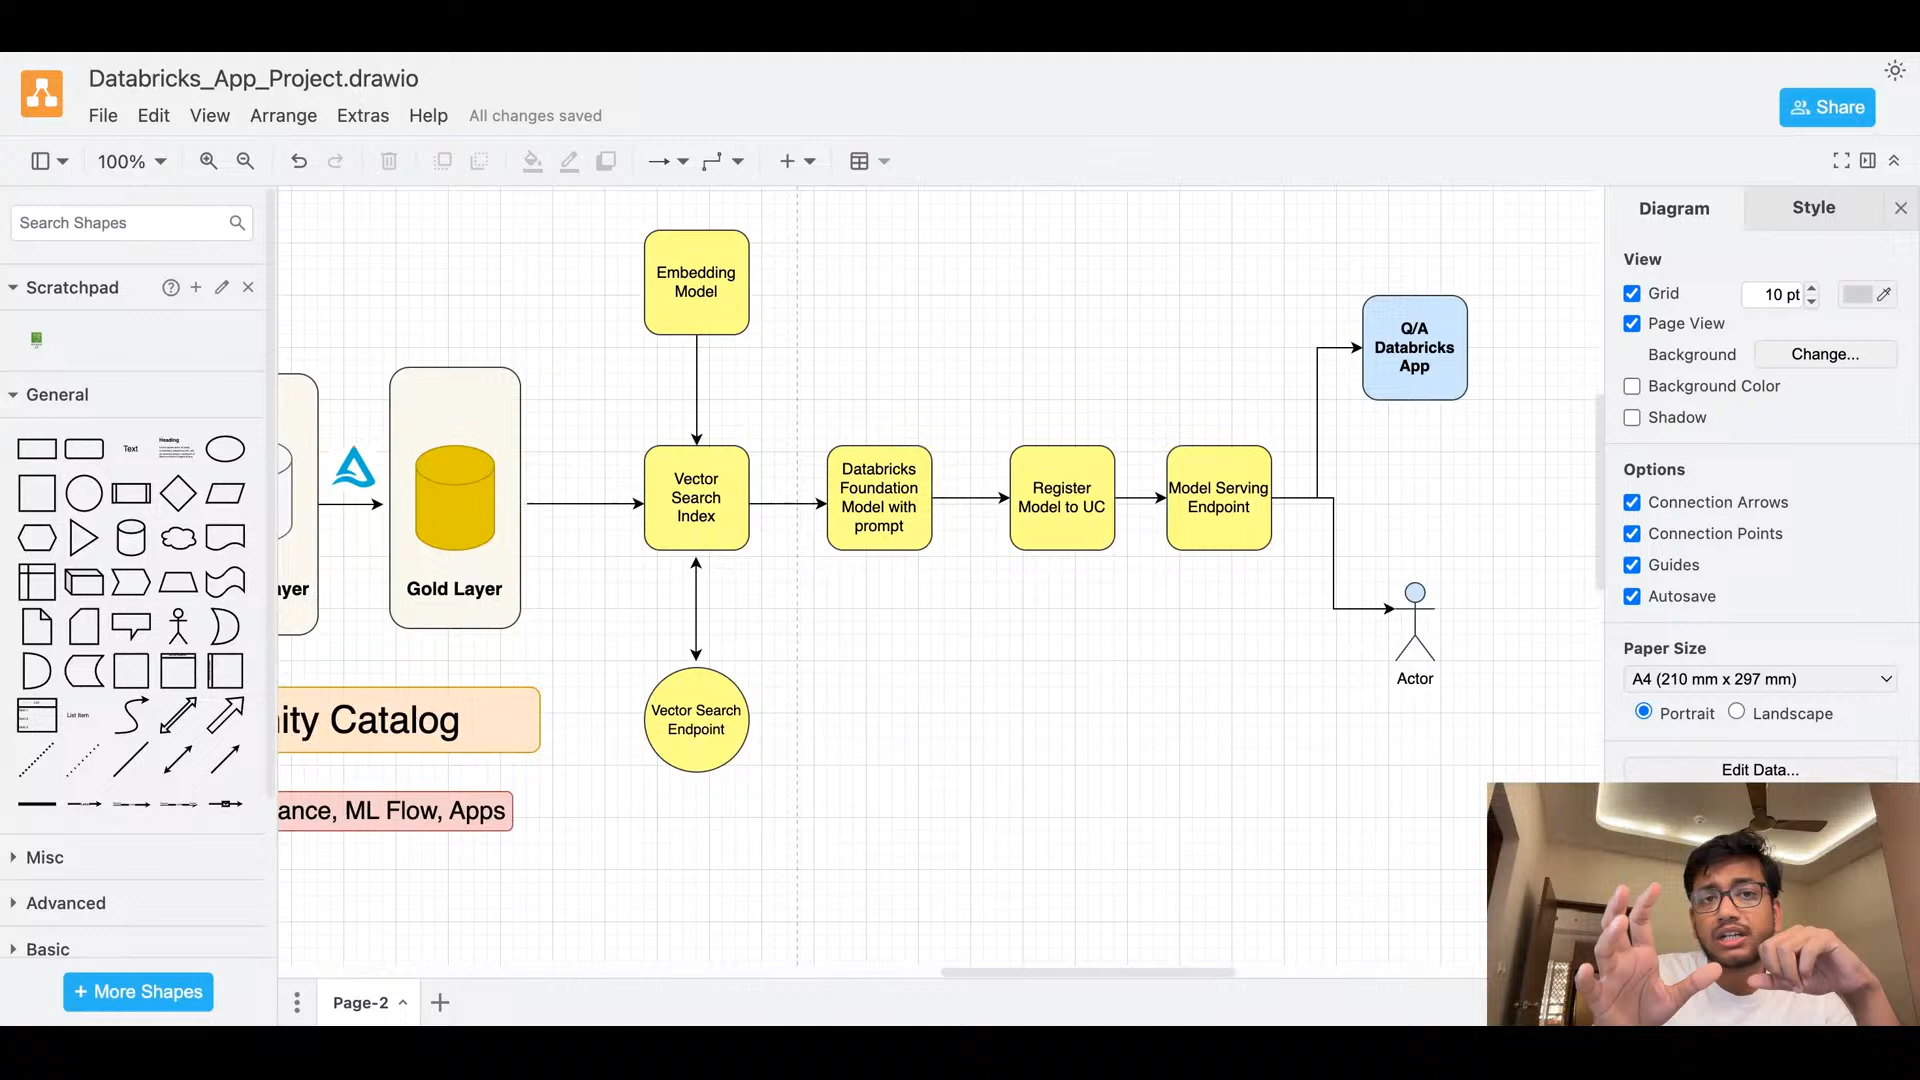 Databricks_App_Project.drawio
File Edit View Arrange Extras Help All changes saved
Share
100%
Search Shapes
Scratchpad
General
Text
Heading
List
List Item
Misc
Advanced
Basic
+ More Shapes
Embedding
Model
Vector
Search
Index
Vector Search
Endpoint
Gold Layer
ayer
ity Catalog
ance, ML Flow, Apps
Databricks
Foundation
Model with
prompt
Register
Model to UC
Model Serving
Endpoint
Q/A
Databricks
App
Actor
Page-2
Diagram Style
View
Grid 10 pt
Page View
Background Change...
Background Color
Shadow
Options
Connection Arrows
Connection Points
Guides
Autosave
Paper Size
A4 (210 mm x 297 mm)
Portrait Landscape
Edit Data...